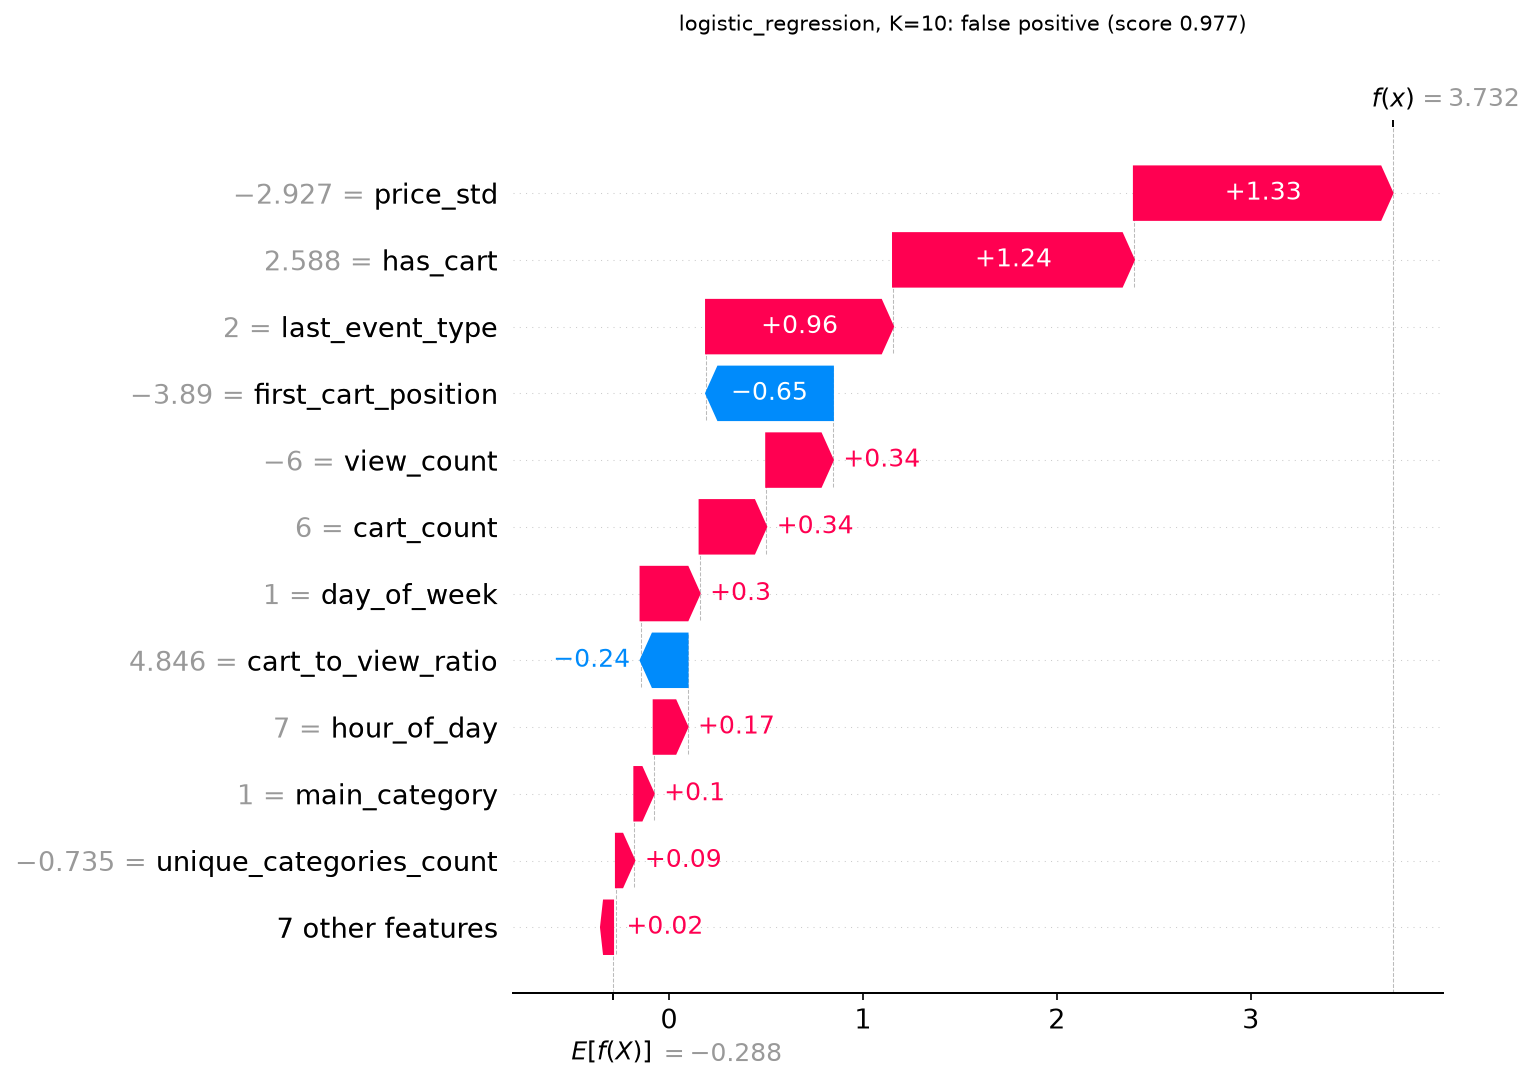 logistic_regression, K=10: false positive (score 0.977)
f(x) = 3.732
−2.927 = price_std +1.33
2.588 = has_cart +1.24
2 = last_event_type +0.96
−3.89 = first_cart_position −0.65
−6 = view_count +0.34
6 = cart_count +0.34
1 = day_of_week +0.3
4.846 = cart_to_view_ratio −0.24
7 = hour_of_day +0.17
1 = main_category +0.1
−0.735 = unique_categories_count +0.09
7 other features +0.02
0 1 2 3
E[f(X)] = −0.288